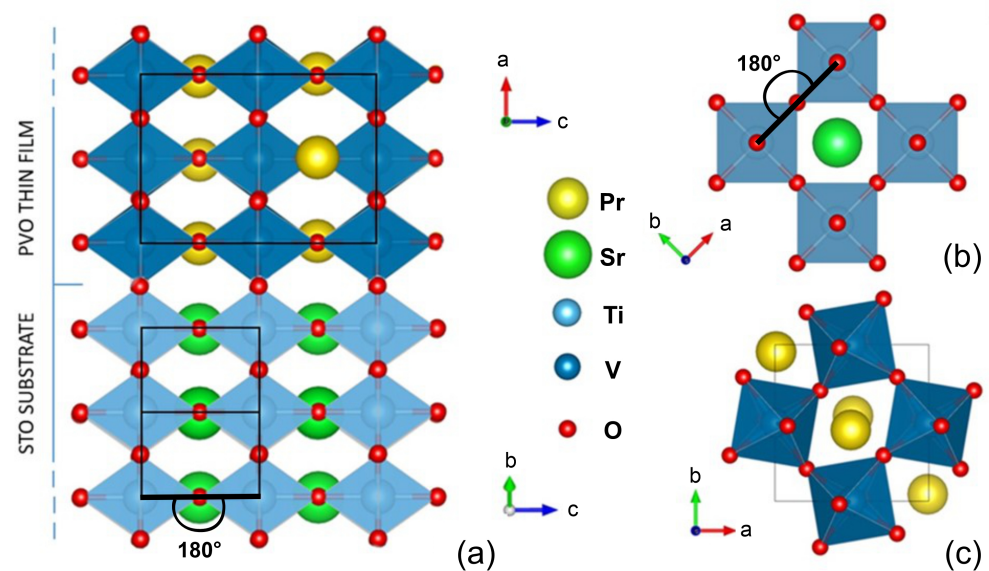 PVO THIN FILM
STO SUBSTRATE
a
c
b
c
180°
(a)
Pr
Sr
Ti
V
O
180°
b
a
(b)
b
a
(c)